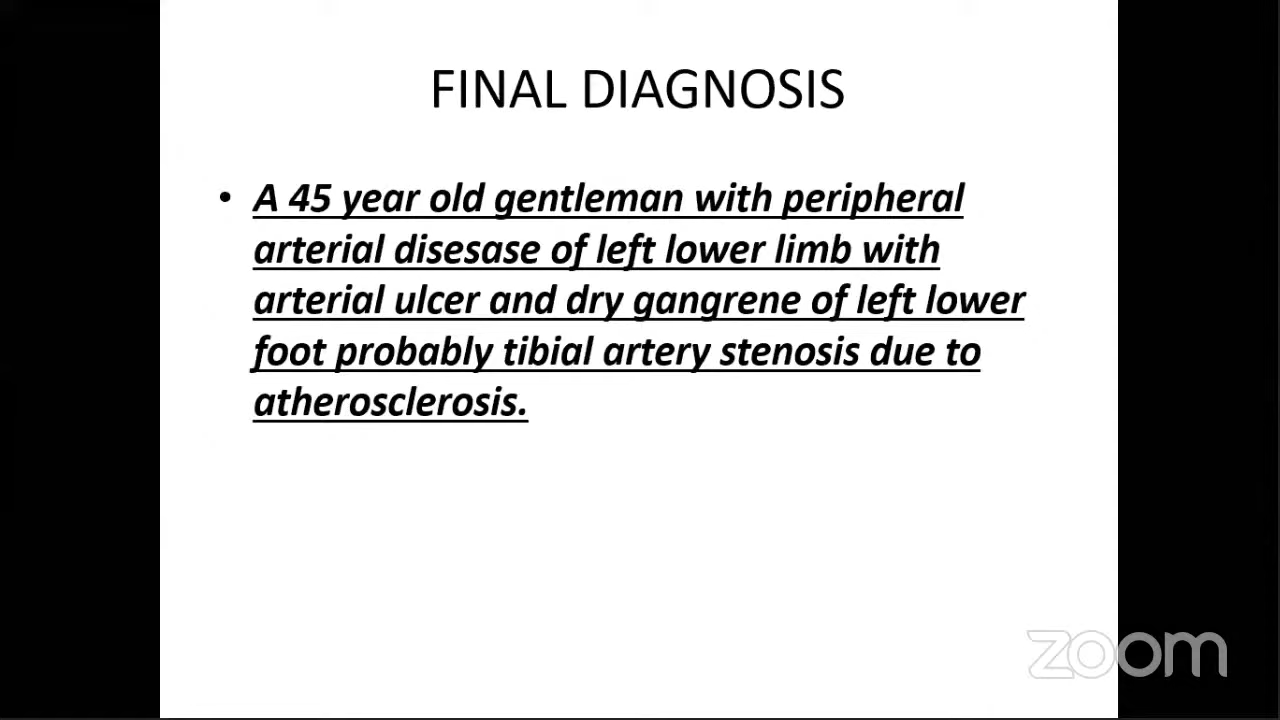 FINAL DIAGNOSIS
• A 45 year old gentleman with peripheral
arterial disesase of left lower limb with
arterial ulcer and dry gangrene of left lower
foot probably tibial artery stenosis due to
atherosclerosis.
zoom